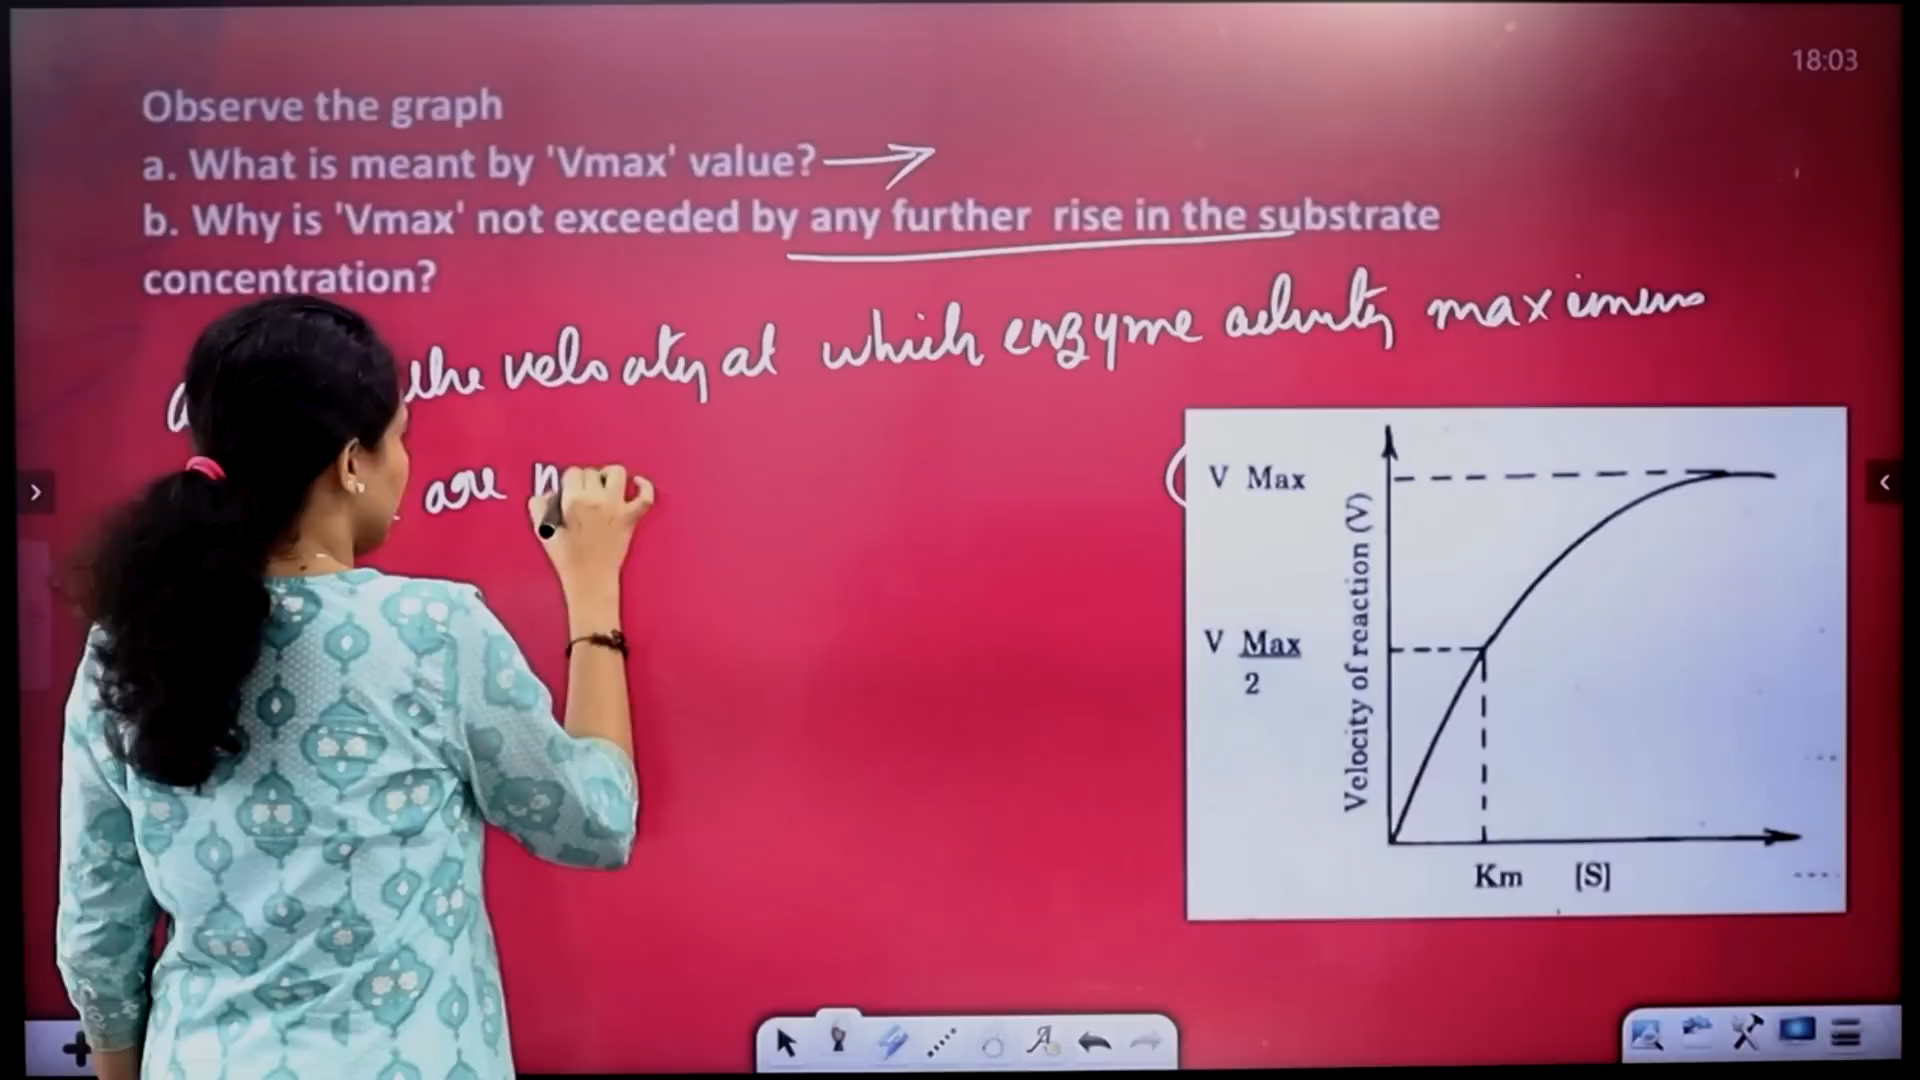 18:03
Observe the graph
a. What is meant by 'Vmax' value?
b. Why is 'Vmax' not exceeded by any further rise in the substrate
concentration?
the velocity at which enzyme activity maximum
are
V Max
V Max
2
Velocity of reaction (V)
Km [S]